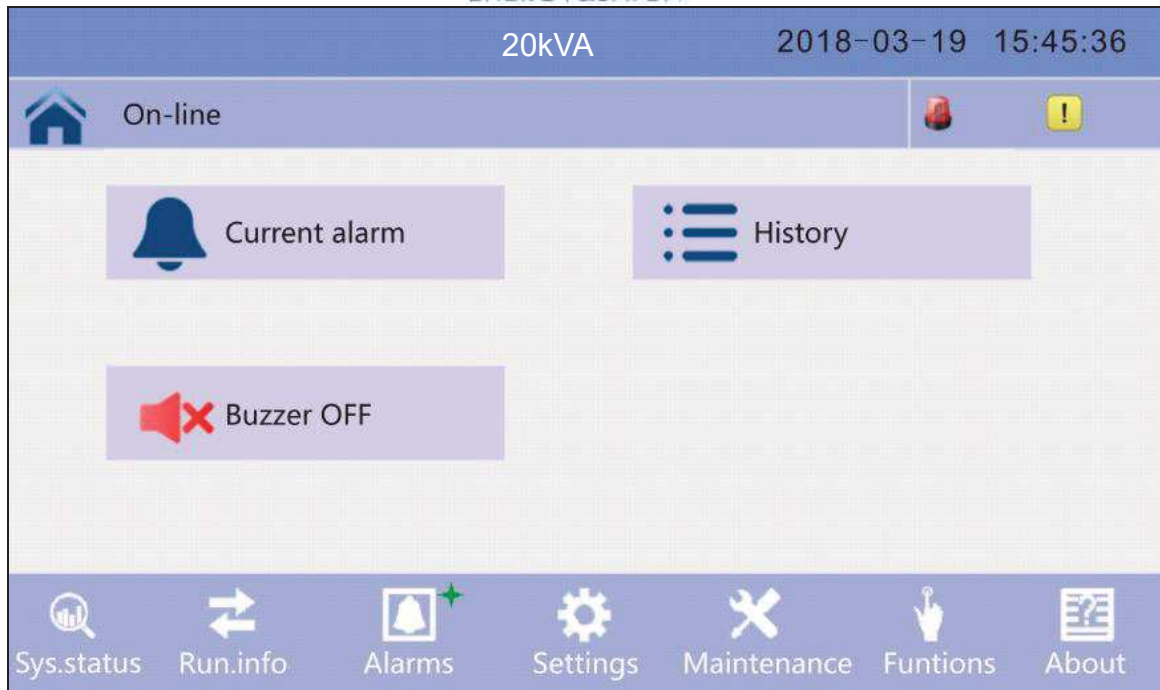 20kVA 2018-03-19 15:45:36
On-line
Current alarm
History
Buzzer OFF
Sys.status Run.info Alarms Settings Maintenance Funtions About